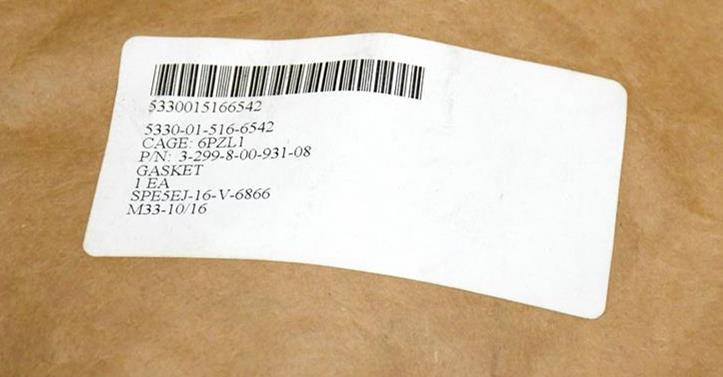 5330015166542
5330-01-516-6542
CAGE: 6PZL1
P/N: 3-299-8-00-931-08
GASKET
1 EA
SPE5EJ-16-V-6866
M33-10/16